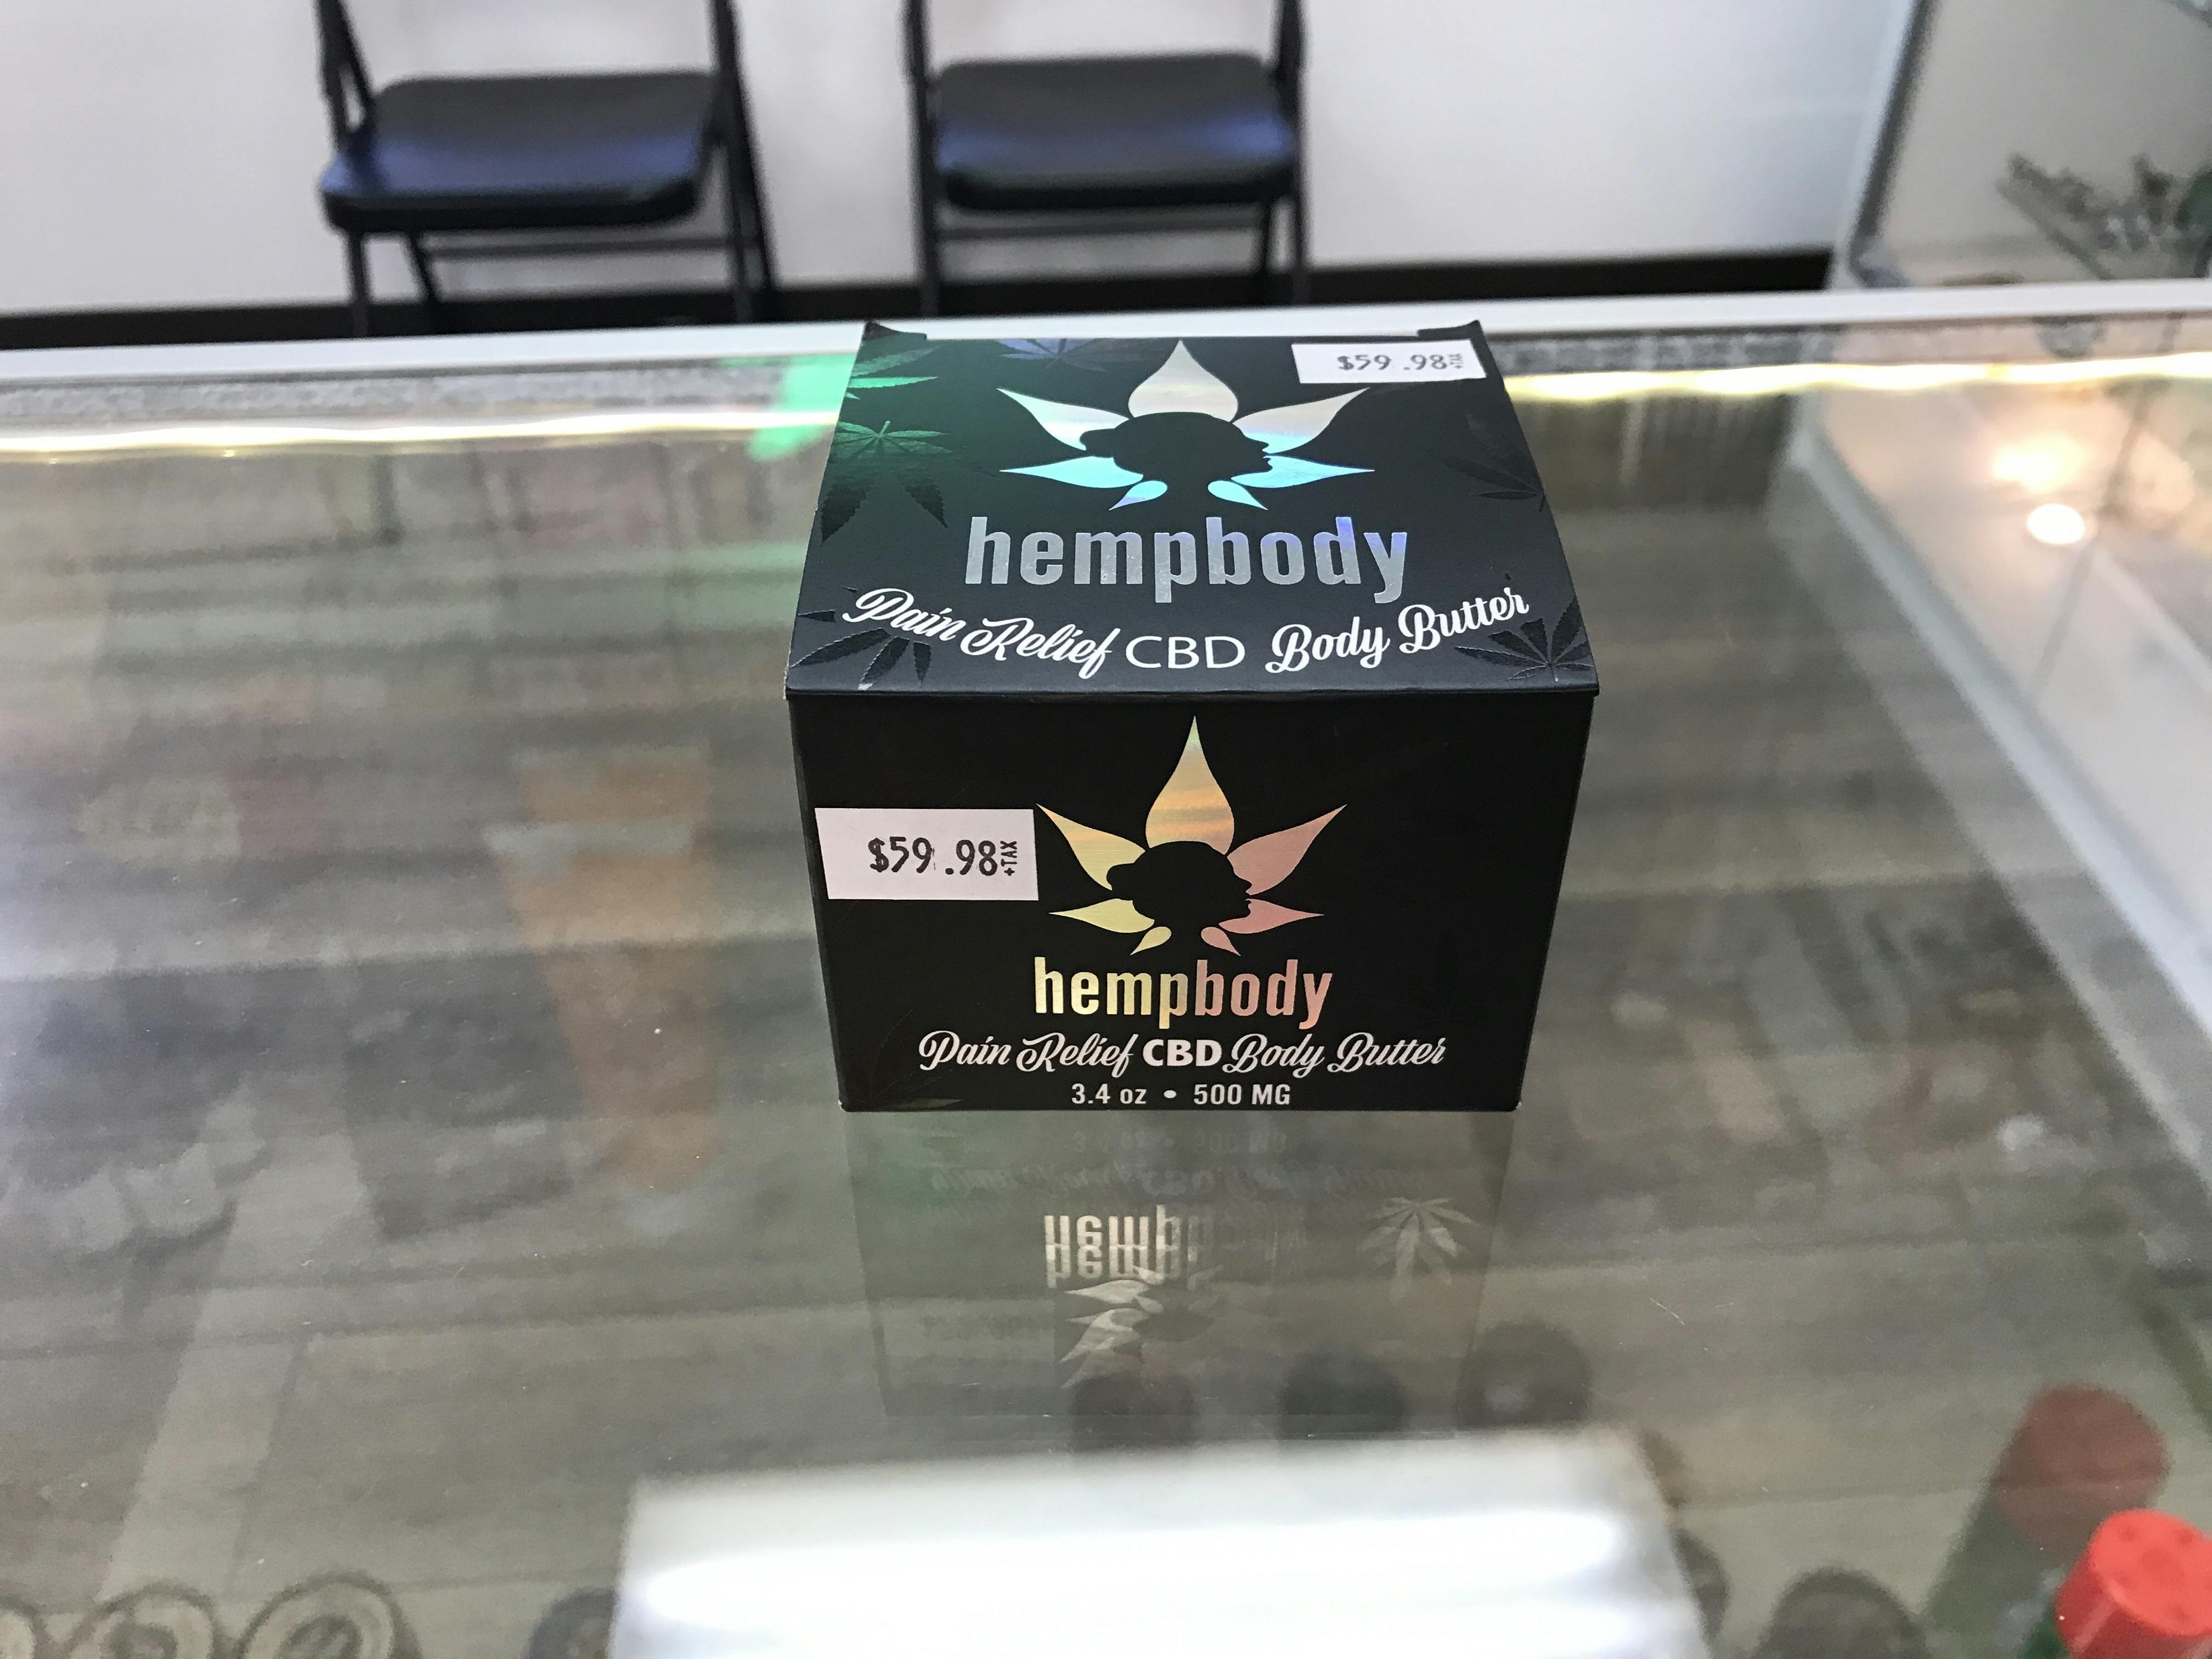 $59.98 +TAX
hempbody
Pain Relief CBD Body Butter
$59.98 +TAX
hempbody
Pain Relief CBD Body Butter
3.4 oz • 500 MG